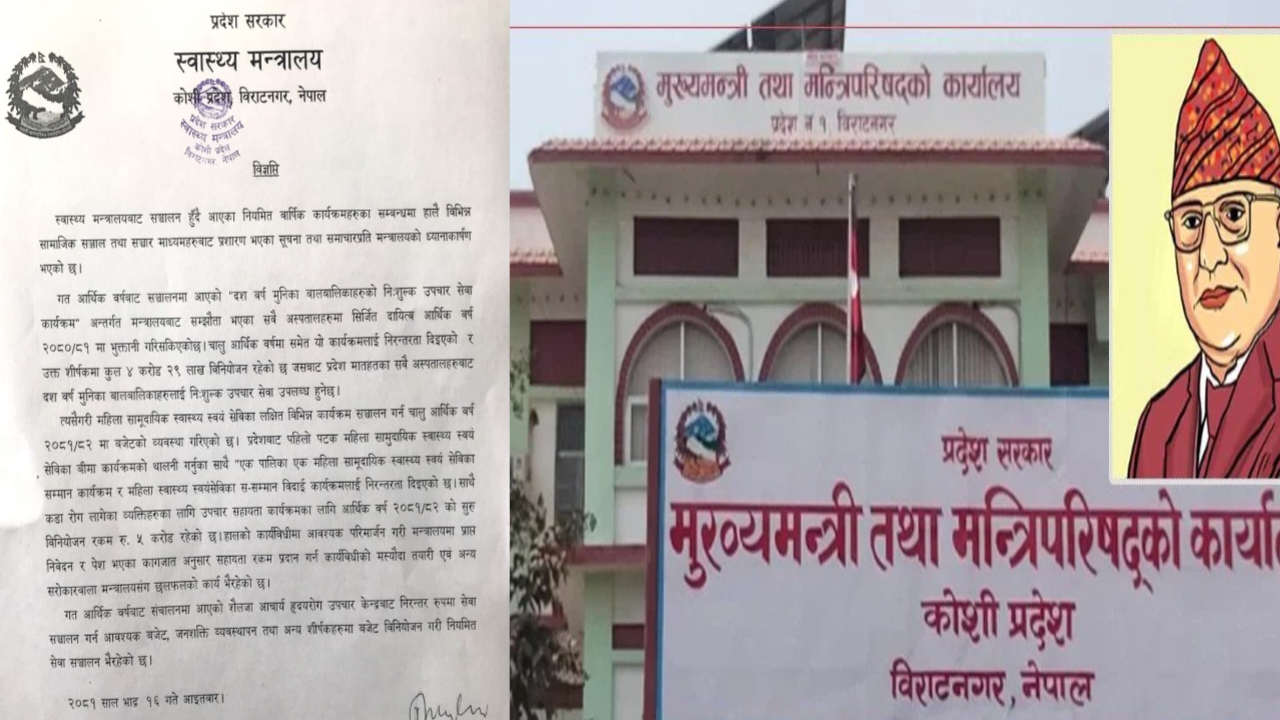 प्रदेश सरकार
स्वास्थ्य मन्त्रालय
कोशी प्रदेश, विराटनगर, नेपाल
प्रदेश सरकार
स्वास्थ्य मन्त्रालय
कोशी प्रदेश
विराटनगर, नेपाल
विज्ञप्ति
स्वास्थ्य मन्त्रालयबाट सञ्चालन हुँदै आएका नियमित वार्षिक कार्यक्रमहरुका सम्बन्धमा हालै विभिन्न
सामाजिक सञ्जाल तथा सञ्चार माध्यमहरुबाट प्रशारण भएका सूचना तथा समाचारप्रति मन्त्रालयको ध्यानाकर्षण
भएको छ।
गत आर्थिक वर्षबाट सञ्चालनमा आएको "दश बर्ष मुनिका बालबालिकाहरुको नि:शुल्क उपचार सेवा
कार्यक्रम" अन्तर्गत मन्त्रालयबाट सम्झौता भएका सबै अस्पतालहरुमा सिर्जित दायित्व आर्थिक बर्ष
२०८०/८१ मा भुक्तानी गरिसकिएकोछ। चालु आर्थिक वर्षमा समेत यो कार्यक्रमलाई निरन्तरता दिइएको र
उक्त शीर्षकमा कुल ४ करोड २९ लाख विनियोजन रहेको छ जसबाट प्रदेश मातहतका सबै अस्पतालहरुबाट
दश बर्ष मुनिका बालबालिकाहरुलाई नि:शुल्क उपचार सेवा उपलब्ध हुनेछ।
त्यसैगरी महिला सामूदायिक स्वास्थ्य स्वयं सेविका लक्षित विभिन्न कार्यक्रम सञ्चालन गर्न चालु आर्थिक बर्ष
२०८१/८२ मा बजेटको व्यवस्था गरिएको छ। प्रदेशबाट पहिलो पटक महिला सामुदायिक स्वास्थ्य स्वयं
सेविका बीमा कार्यक्रमको थालनी गर्नुका साथै "एक पालिका एक महिला सामूदायिक स्वास्थ्य स्वयं सेविका
सम्मान कार्यक्रम र महिला स्वास्थ्य स्वयंसेविका स-सम्मान विदाई कार्यक्रमलाई निरन्तरता दिइएको छ। साथै
कडा रोग लागेका व्यक्तिहरुका लागि उपचार सहायता कार्यक्रमका लागि आर्थिक बर्ष २०८१/८२ को सुरु
विनियोजन रकम रु. ५ करोड रहेको छ। हालको कार्यविधीमा आवश्यक परिमार्जन गरी मन्त्रालयमा प्राप्त
निवेदन र पेश भएका कागजात अनुसार सहायता रकम प्रदान गर्न कार्यविधीको मस्यौदा तयारी एवं अन्य
सरोकारवाला मन्त्रालयसंग छलफलको कार्य भैरहेको छ।
गत आर्थिक बर्षबाट संचालनमा आएको शैलजा आचार्य हृदयरोग उपचार केन्द्रबाट निरन्तर रुपमा सेवा
सञ्चालन गर्न आवश्यक बजेट, जनशक्ति व्यवस्थापन तथा अन्य शीर्षकहरुमा बजेट विनियोजन गरी नियमित
सेवा सञ्चालन भैरहेको छ।
२०८१ साल भाद्र १६ गते आइतबार।
मुख्यमन्त्री तथा मन्त्रिपरिषद्को कार्यालय
प्रदेश नं १, विराटनगर
प्रदेश सरकार
मुख्यमन्त्री तथा मन्त्रिपरिषद्को कार्याल
कोशी प्रदेश
विराटनगर, नेपाल